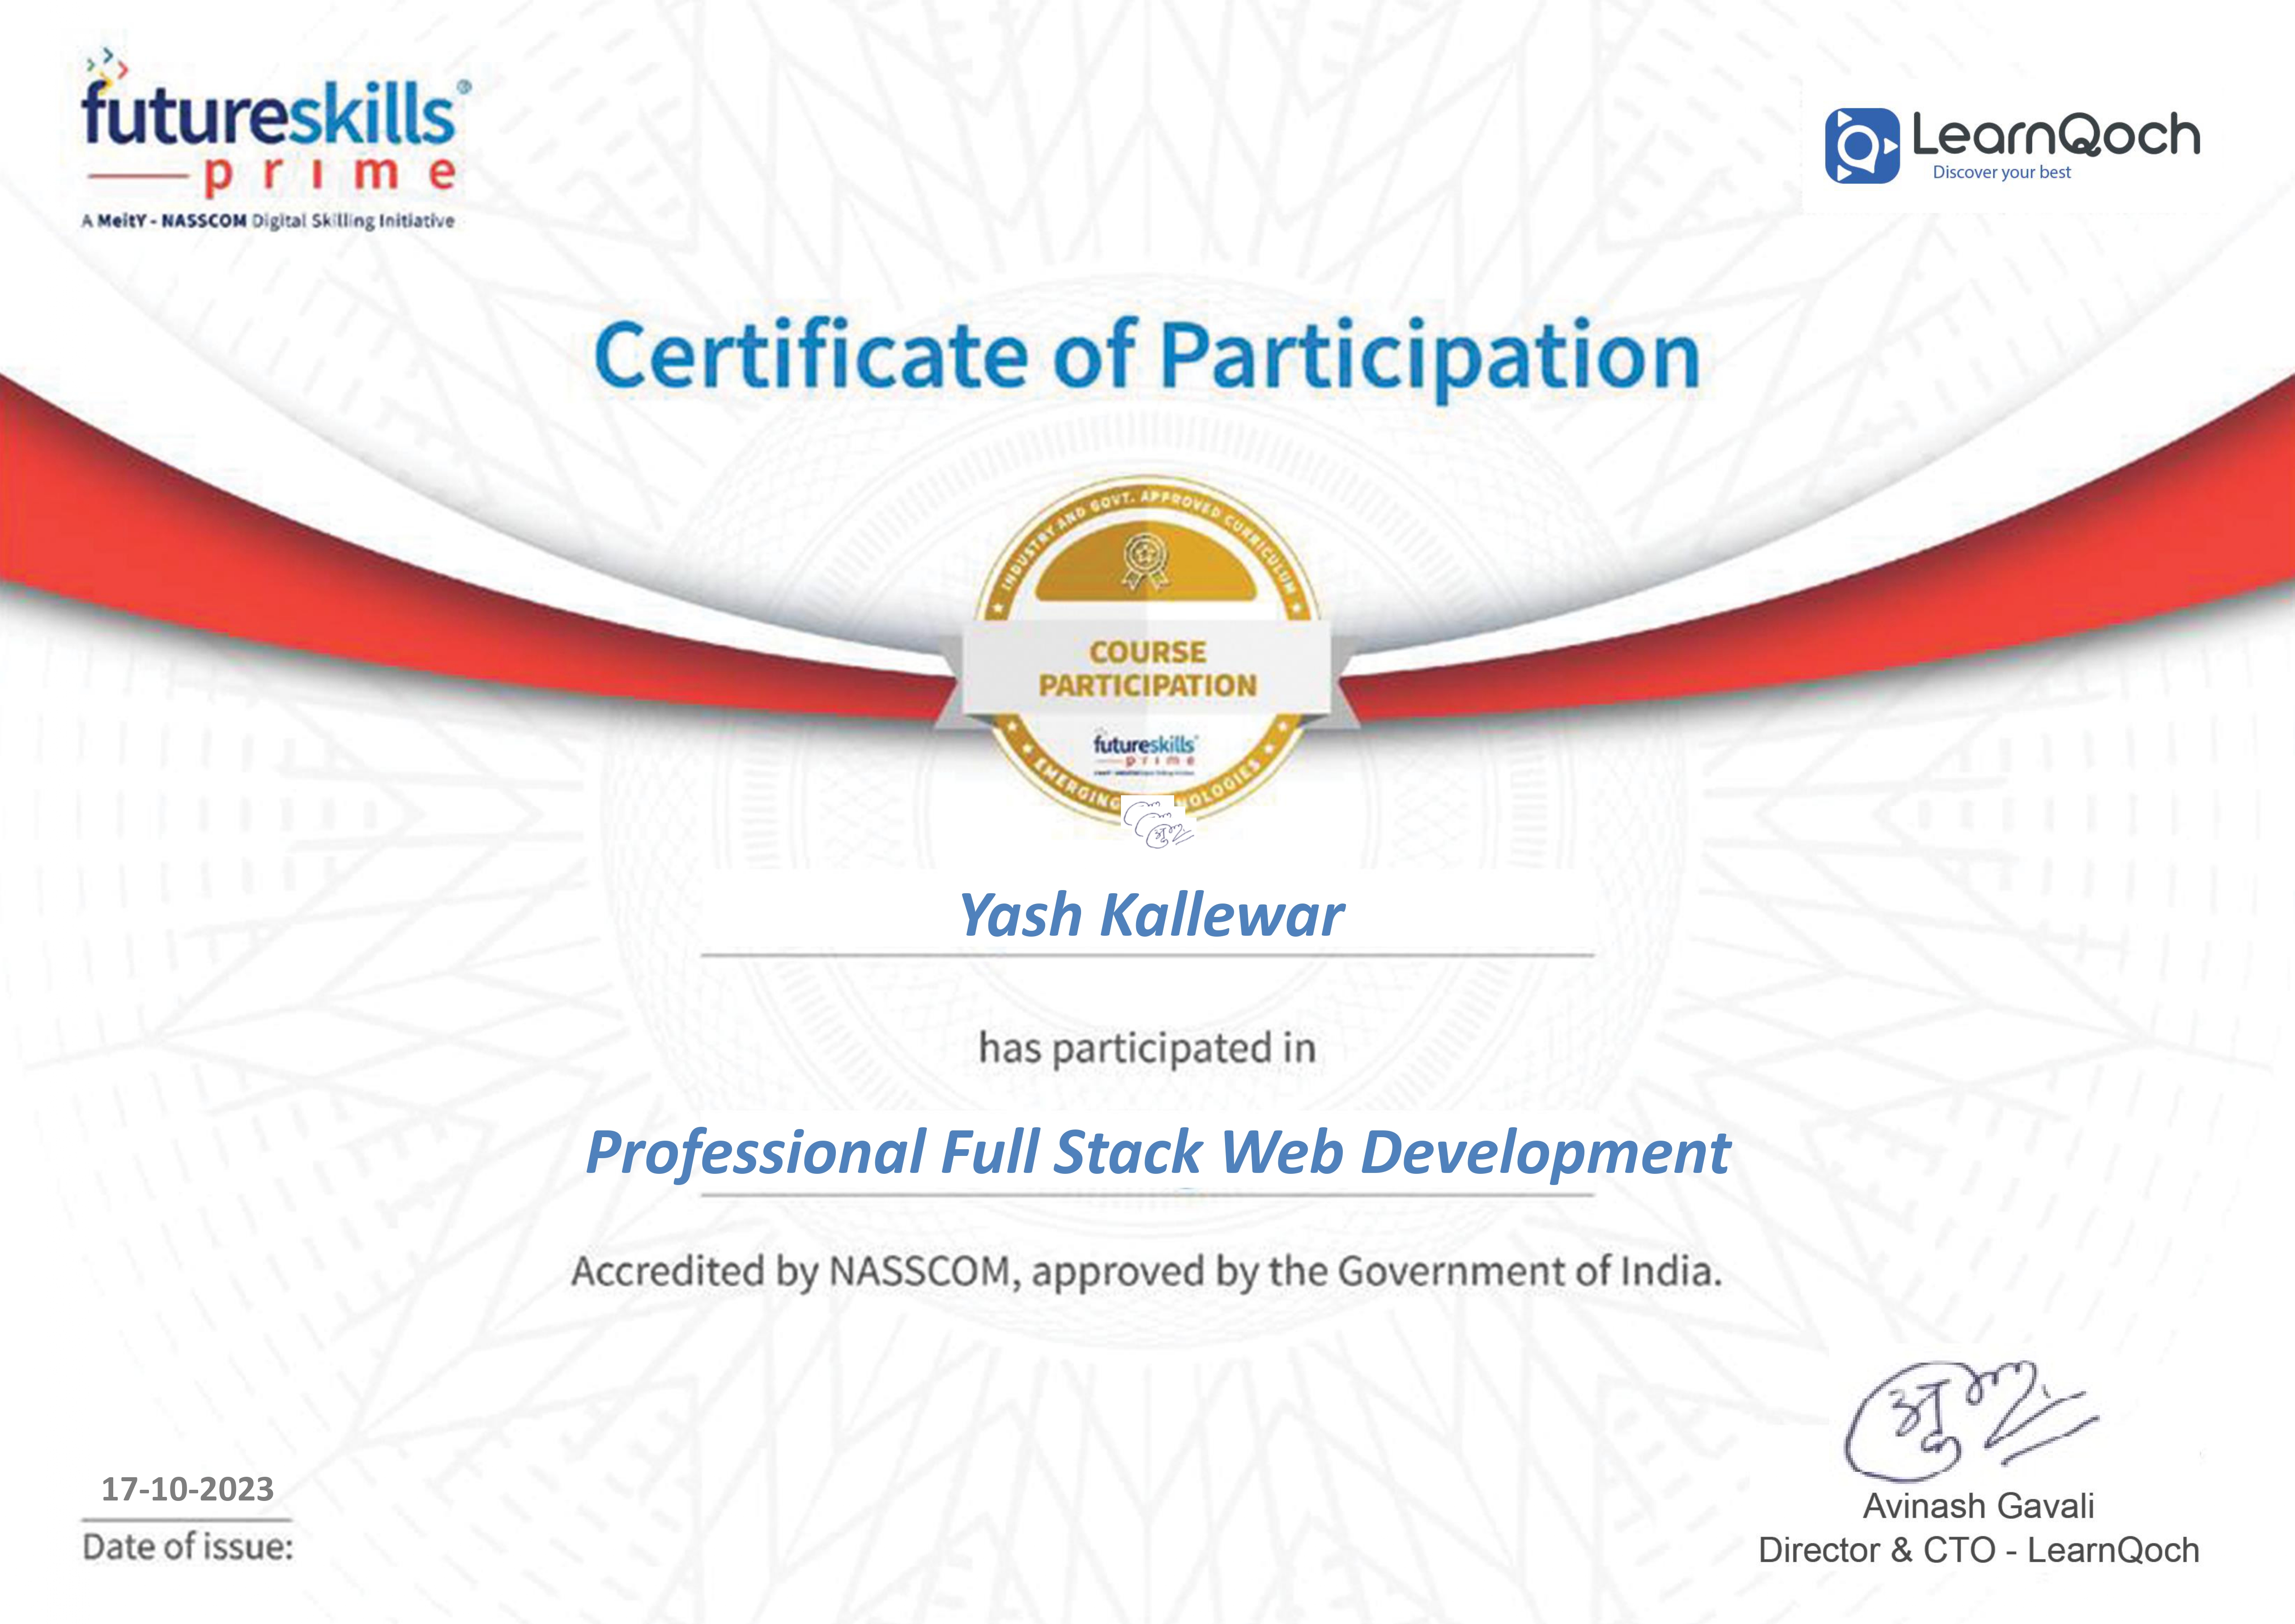 futureskills®
prime
A MeitY - NASSCOM Digital Skilling Initiative
LearnQoch
Discover your best
Certificate of Participation
INDUSTRY AND GOVT. APPROVED CURRICULUM
COURSE
PARTICIPATION
futureskills
prime
EMERGING
Yash Kallewar
has participated in
Professional Full Stack Web Development
Accredited by NASSCOM, approved by the Government of India.
17-10-2023
Date of issue:
Avinash Gavali
Director & CTO - LearnQoch